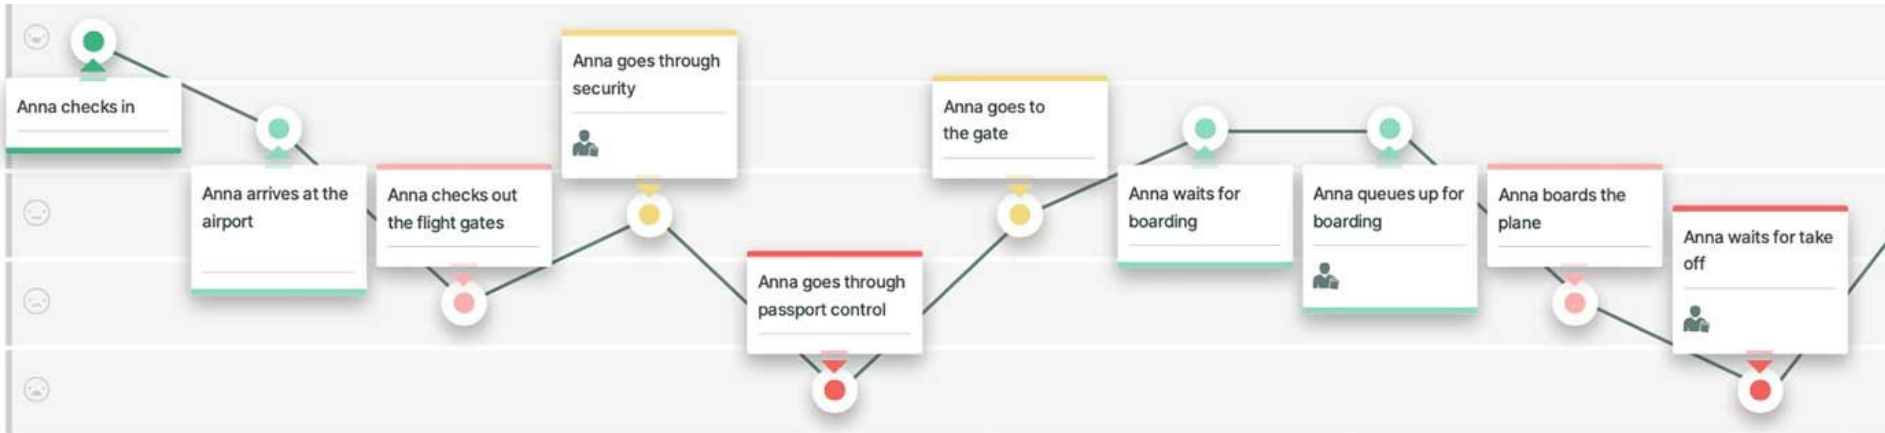 Anna checks in
Anna arrives at the
airport
Anna checks out
the flight gates
Anna goes through
security
Anna goes through
passport control
Anna goes to
the gate
Anna waits for
boarding
Anna queues up for
boarding
Anna boards the
plane
Anna waits for take
off